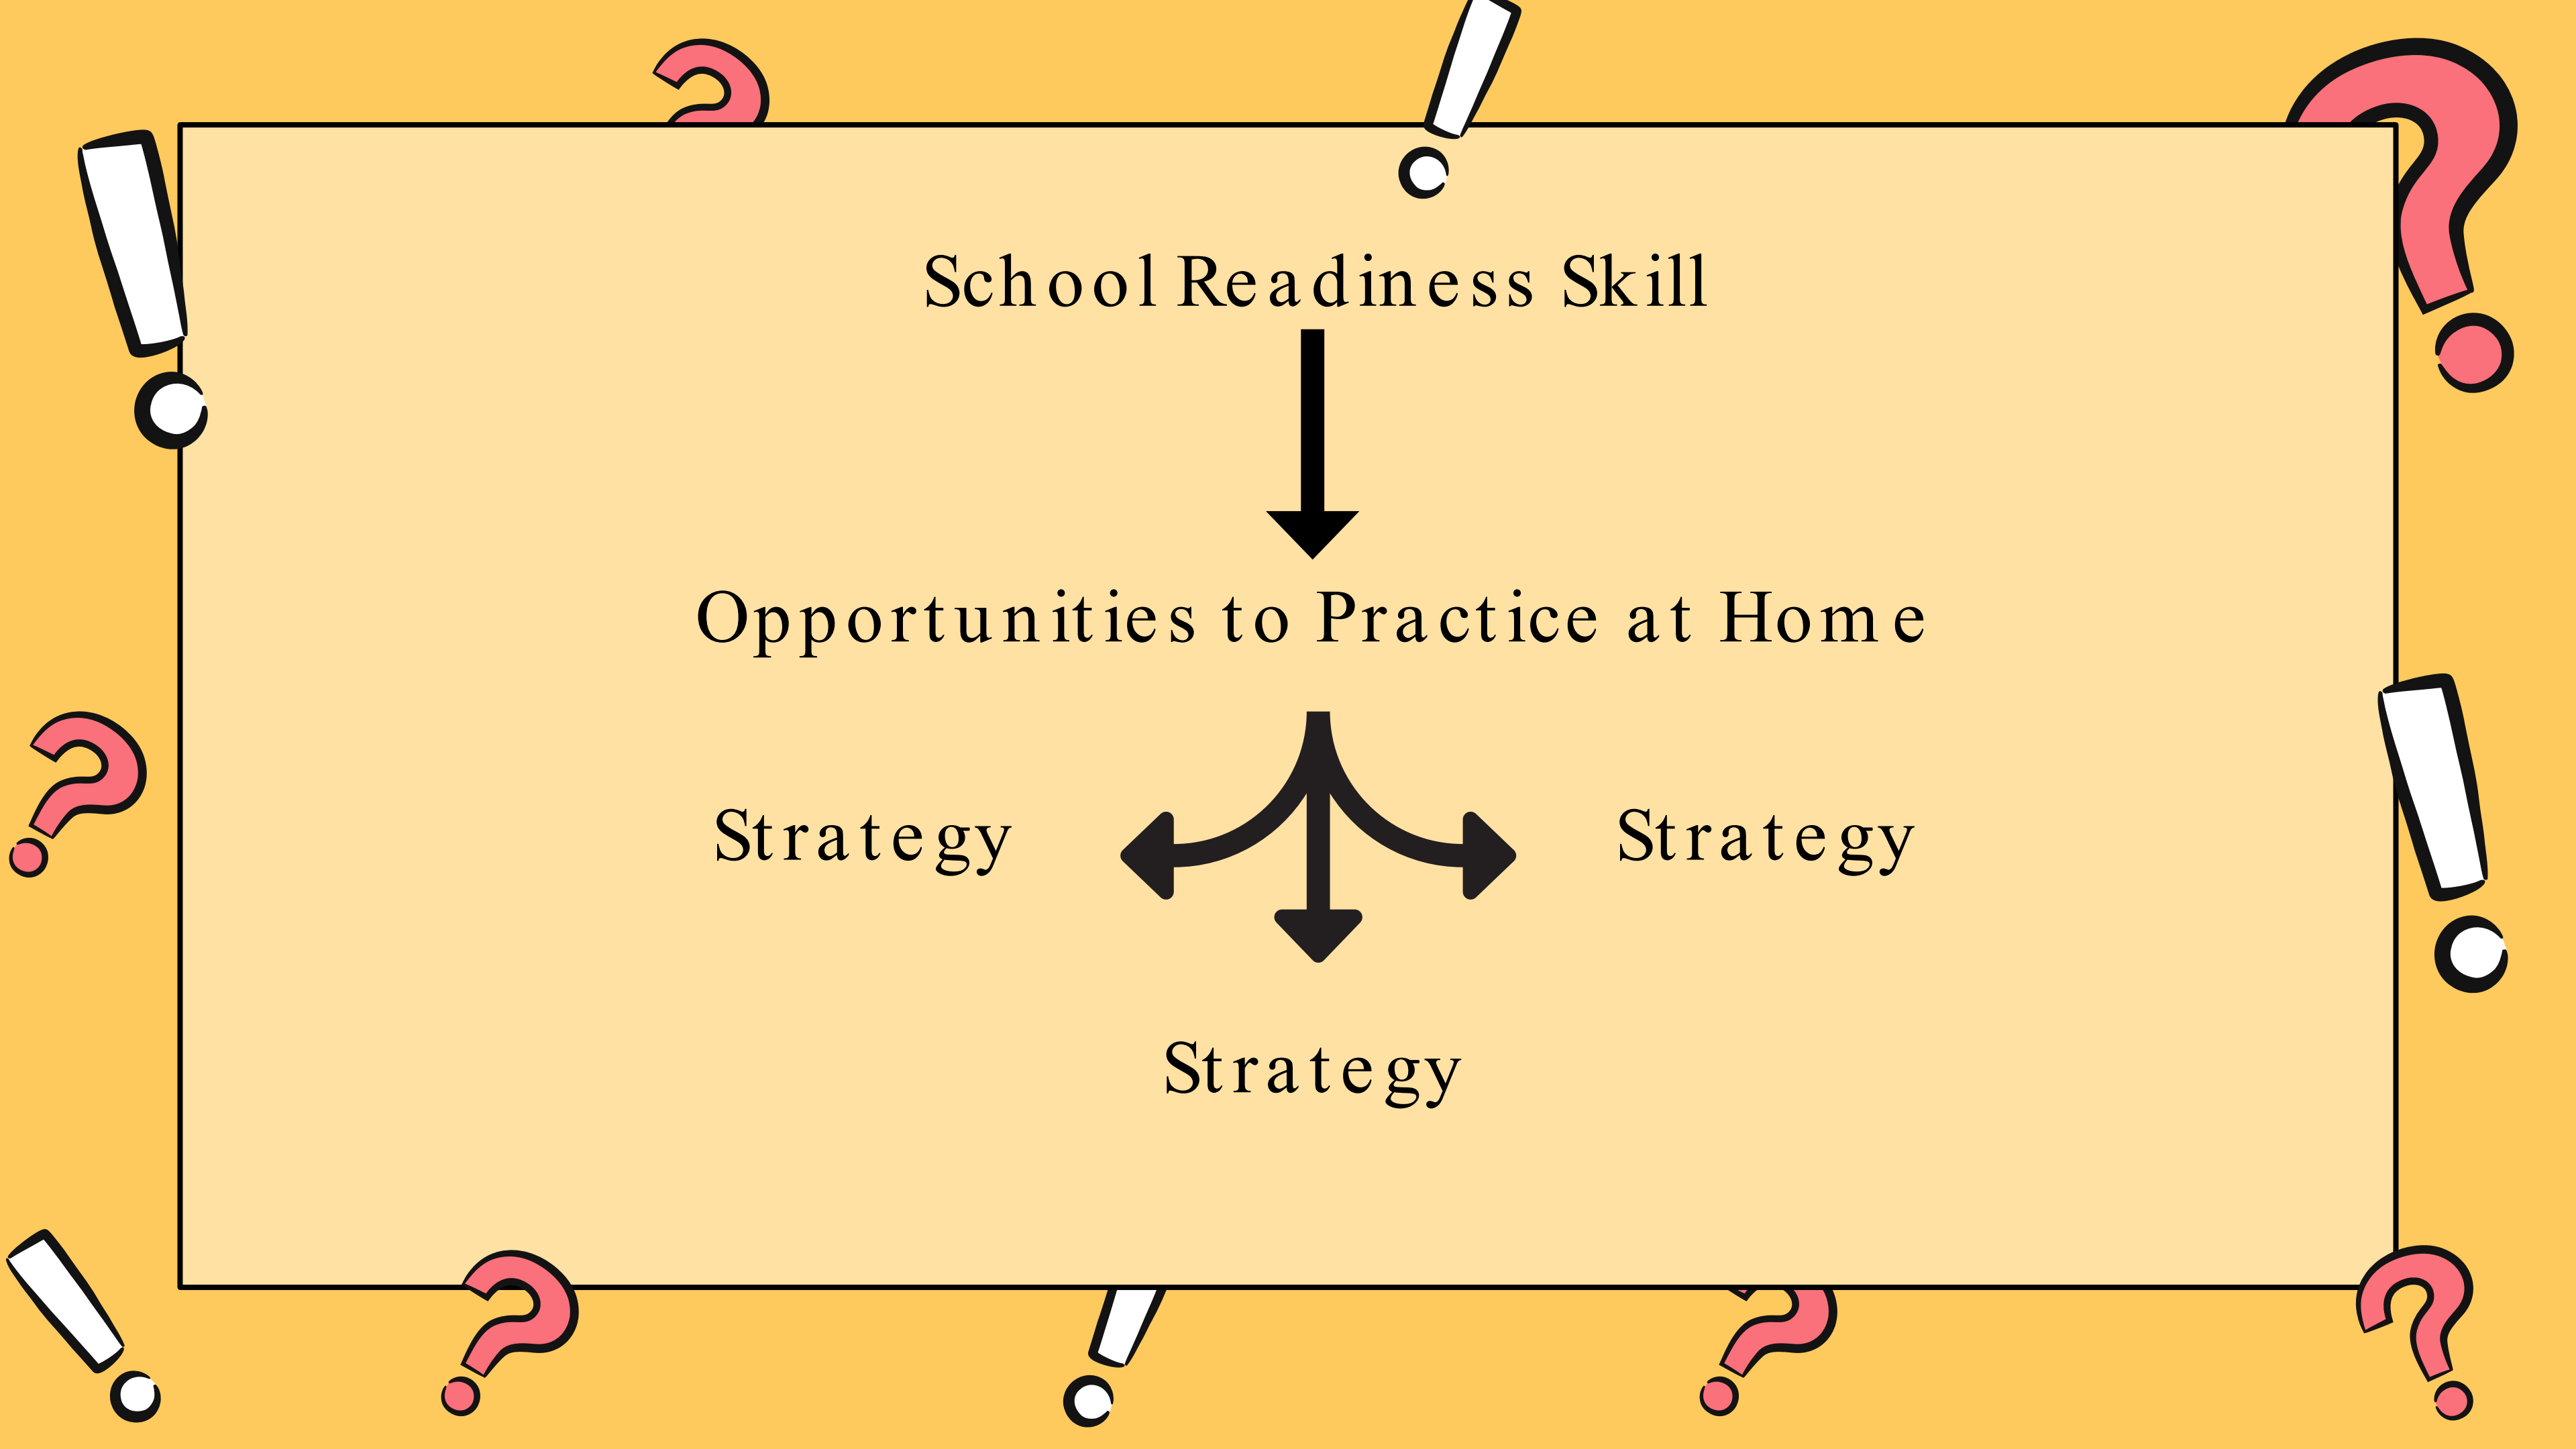 School Readiness Skill
Opportunities to Practice at Home
Strategy
Strategy
Strategy